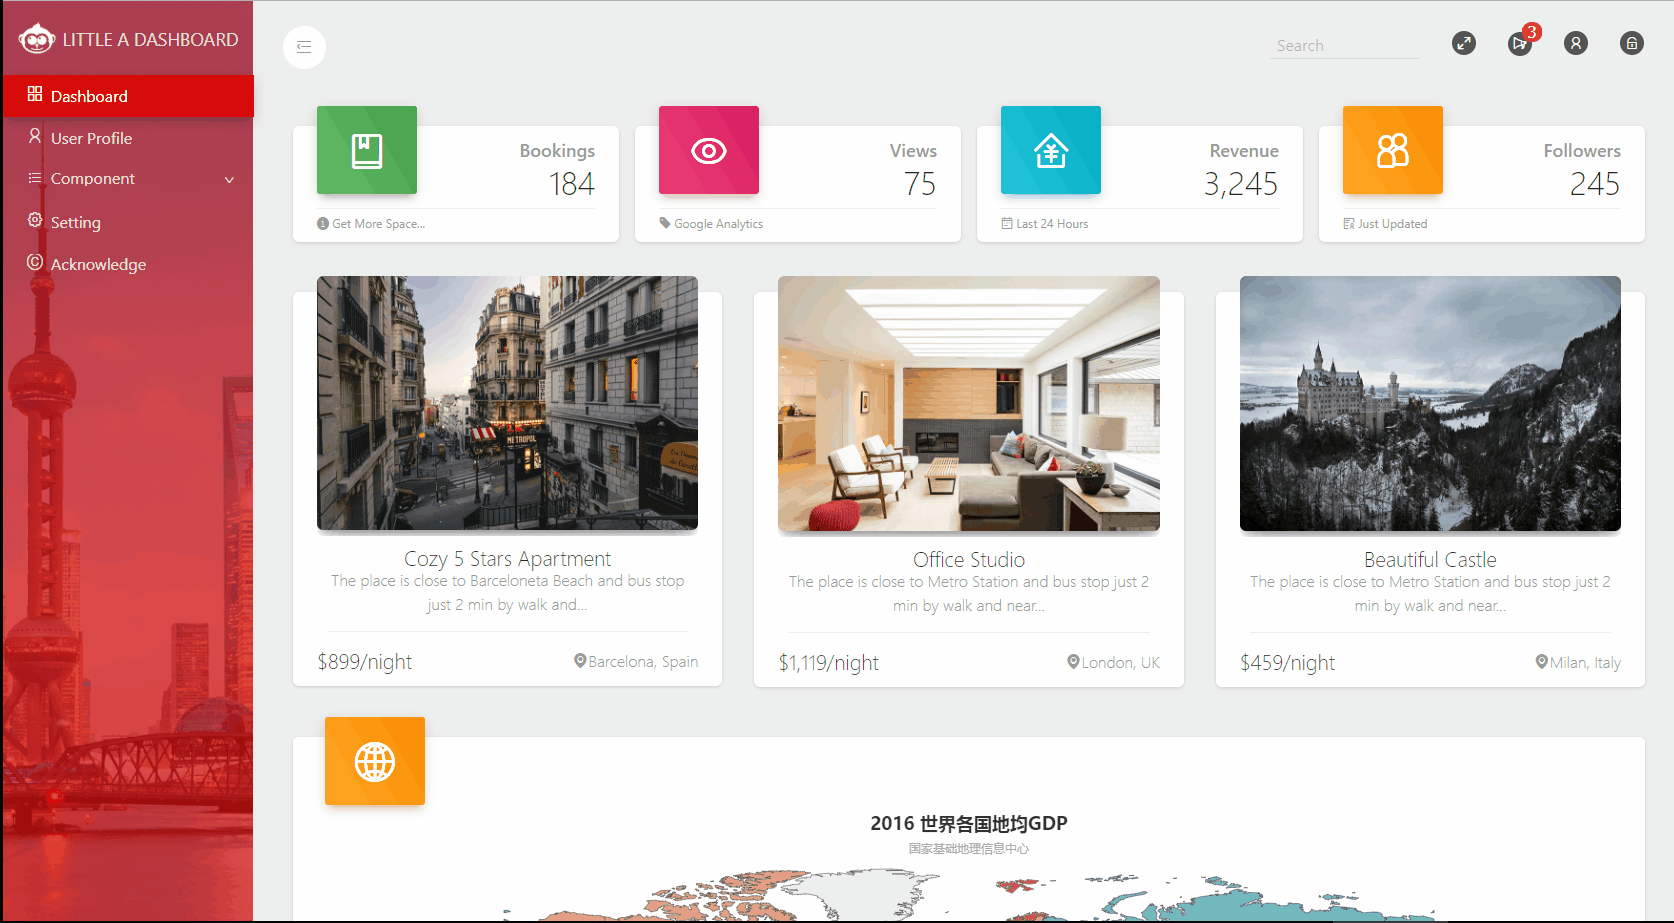 LITTLE A DASHBOARD
Search
3
Dashboard
User Profile
Component
Setting
Acknowledge
Bookings
184
Get More Space...
Views
75
Google Analytics
Revenue
3,245
Last 24 Hours
Followers
245
Just Updated
METROPOL
Cozy 5 Stars Apartment
The place is close to Barceloneta Beach and bus stop
just 2 min by walk and...
$899/night
Barcelona, Spain
Office Studio
The place is close to Metro Station and bus stop just 2
min by walk and near...
$1,119/night
London, UK
Beautiful Castle
The place is close to Metro Station and bus stop just 2
min by walk and near...
$459/night
Milan, Italy
2016 世界各国地均GDP
国家基础地理信息中心